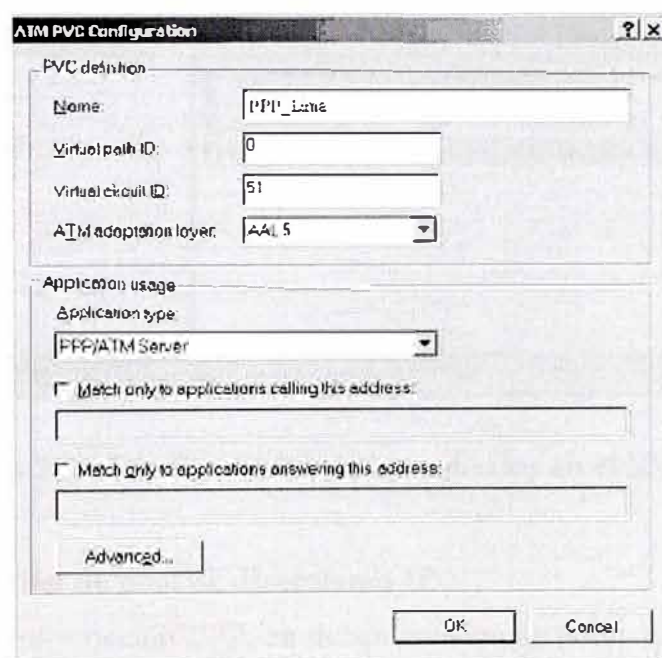 ATM PVC Configuration
PVC definition
Name: PPP_Lima
Virtual path ID: 0
Virtual circuit ID: 51
ATM adaptation layer: AAL 5
Application usage
Application type:
PPP/ATM Server
Match only to applications calling this address:
Match only to applications answering this address:
Advanced...
OK Cancel